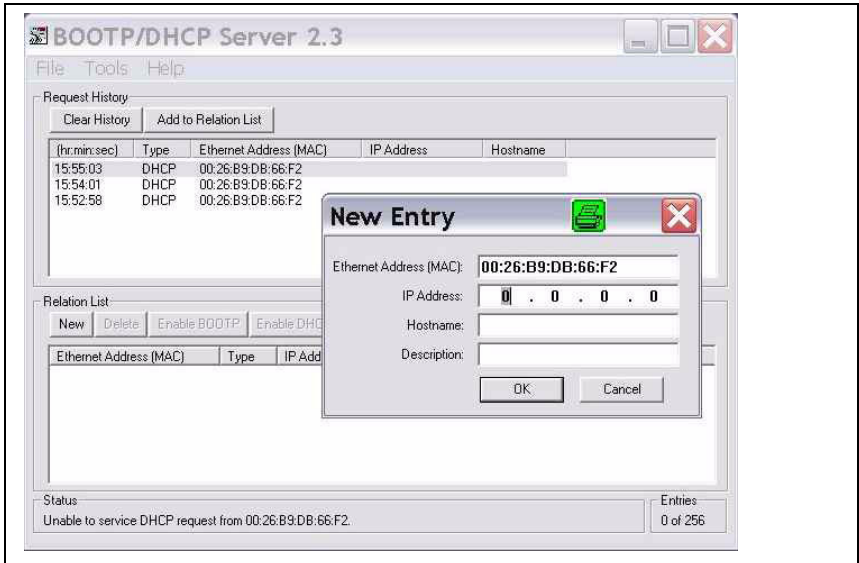 BOOTP/DHCP Server 2.3
File Tools Help
Request History
Clear History Add to Relation List
(hr:min:sec) Type Ethernet Address (MAC) IP Address Hostname
15:55:03 DHCP 00:26:B9:DB:66:F2
15:54:01 DHCP 00:26:B9:DB:66:F2
15:52:58 DHCP 00:26:B9:DB:66:F2
New Entry
Ethernet Address (MAC): 00:26:B9:DB:66:F2
IP Address: 0 . 0 . 0 . 0
Hostname:
Description:
OK Cancel
Relation List
New Delete Enable BOOTP Enable DHC
Ethernet Address (MAC) Type IP Add
Status
Unable to service DHCP request from 00:26:B9:DB:66:F2.
Entries
0 of 256